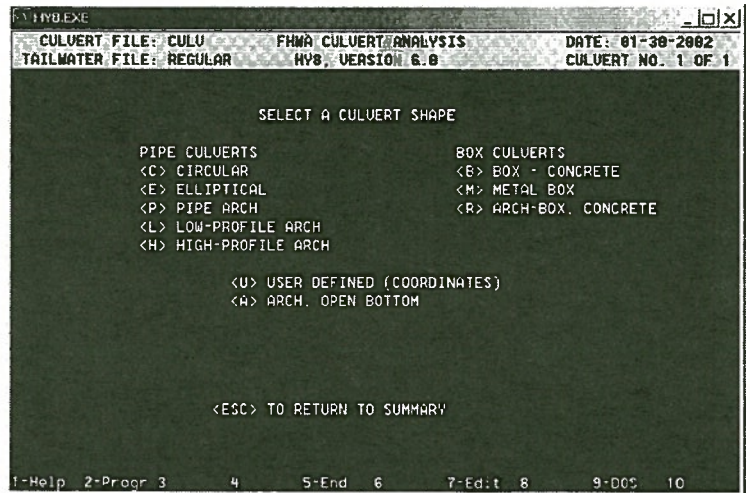 HY8.EXE
CULVERT FILE: CULV FHWA CULVERT ANALYSIS DATE: 01-30-2002
TAILWATER FILE: REGULAR HY8, VERSION 6.0 CULVERT NO. 1 OF 1
SELECT A CULVERT SHAPE
PIPE CULVERTS BOX CULVERTS
<C> CIRCULAR <B> BOX - CONCRETE
<E> ELLIPTICAL <M> METAL BOX
<P> PIPE ARCH <R> ARCH-BOX, CONCRETE
<L> LOW-PROFILE ARCH
<H> HIGH-PROFILE ARCH
<U> USER DEFINED (COORDINATES)
<A> ARCH, OPEN BOTTOM
<ESC> TO RETURN TO SUMMARY
1-Help 2-Progr 3 4 5-End 6 7-Edit 8 9-DOS 10